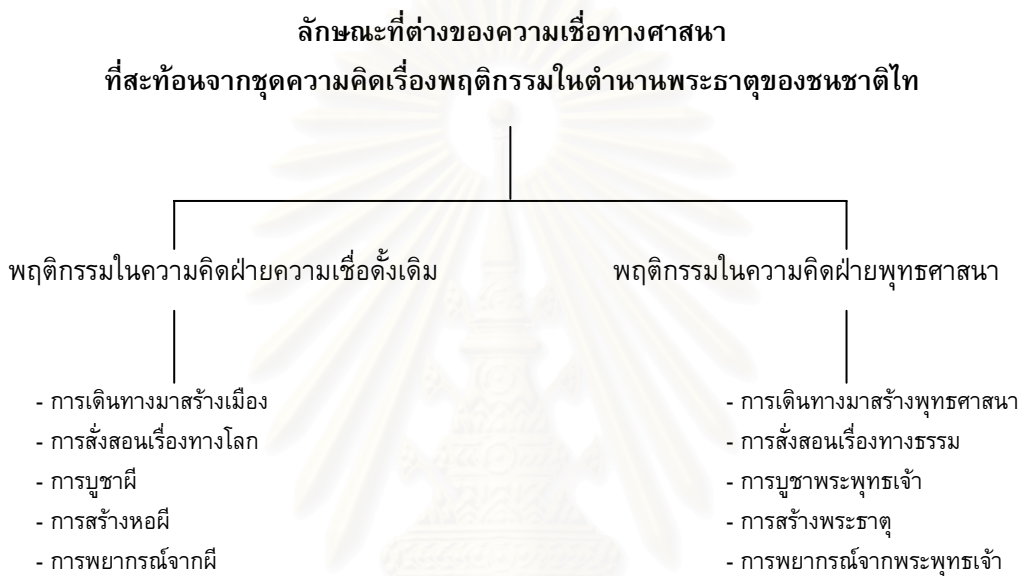 ลักษณะที่ต่างของความเชื่อทางศาสนา
ที่สะท้อนจากชุดความคิดเรื่องพฤติกรรมในตำนานพระธาตุของชนชาติไท
พฤติกรรมในความคิดฝ่ายความเชื่อดั้งเดิม
- การเดินทางมาสร้างเมือง
- การสั่งสอนเรื่องทางโลก
- การบูชาผี
- การสร้างหอผี
- การพยากรณ์จากผี
พฤติกรรมในความคิดฝ่ายพุทธศาสนา
- การเดินทางมาสร้างพุทธศาสนา
- การสั่งสอนเรื่องทางธรรม
- การบูชาพระพุทธเจ้า
- การสร้างพระธาตุ
- การพยากรณ์จากพระพุทธเจ้า